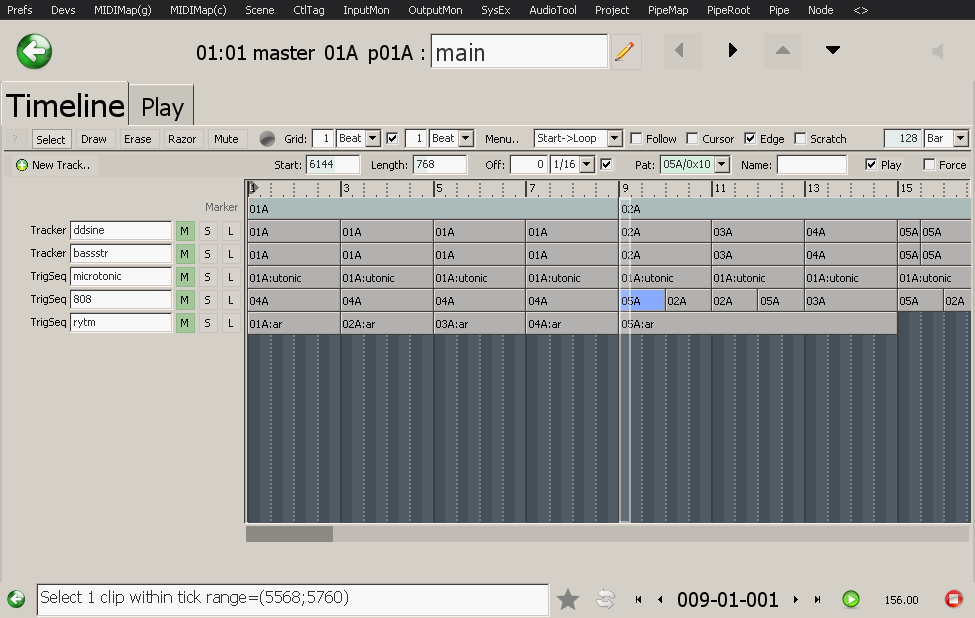 Prefs Devs MIDIMap(g) MIDIMap(c) Scene CtlTag InputMon OutputMon SysEx AudioTool Project PipeMap PipeRoot Pipe Node <>
01:01 master 01A p01A : main
Timeline Play
? Select Draw Erase Razor Mute Grid: 1 Beat 1 Beat Menu.. Start->Loop Follow Cursor Edge Scratch 128 Bar
New Track.. Start: 6144 Length: 768 Off: 0 1/16 Pat: 05A/0x10 Name: Play Force
1 3 5 7 9 11 13 15
Marker 01A 02A
Tracker ddsine M S L 01A 01A 01A 01A 02A 03A 04A 05A 05A
Tracker bassstr M S L 01A 01A 01A 01A 02A 03A 04A 05A 05A
TrigSeq microtonic M S L 01A:utonic 01A:utonic 01A:utonic 01A:utonic 01A:utonic 01A:utonic 01A:utonic 01A:utonic
TrigSeq 808 M S L 04A 04A 04A 04A 05A 02A 02A 05A 03A 05A 02A
TrigSeq rytm M S L 01A:ar 02A:ar 03A:ar 04A:ar 05A:ar
Select 1 clip within tick range=(5568;5760) 009-01-001 156.00